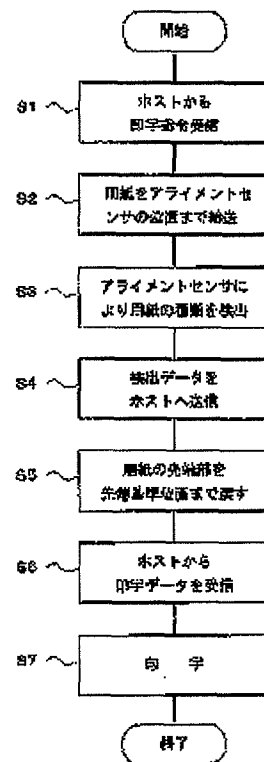 開始
S1
ホストから
印字命令受信
S2
用紙をアライメントセ
ンサの位置まで給送
S3
アライメントセンサに
より用紙の種類を検出
S4
検出データを
ホストへ送信
S5
用紙の先端部を
先端基準位置まで戻す
S6
ホストから
印字データを受信
S7
印 字
終了